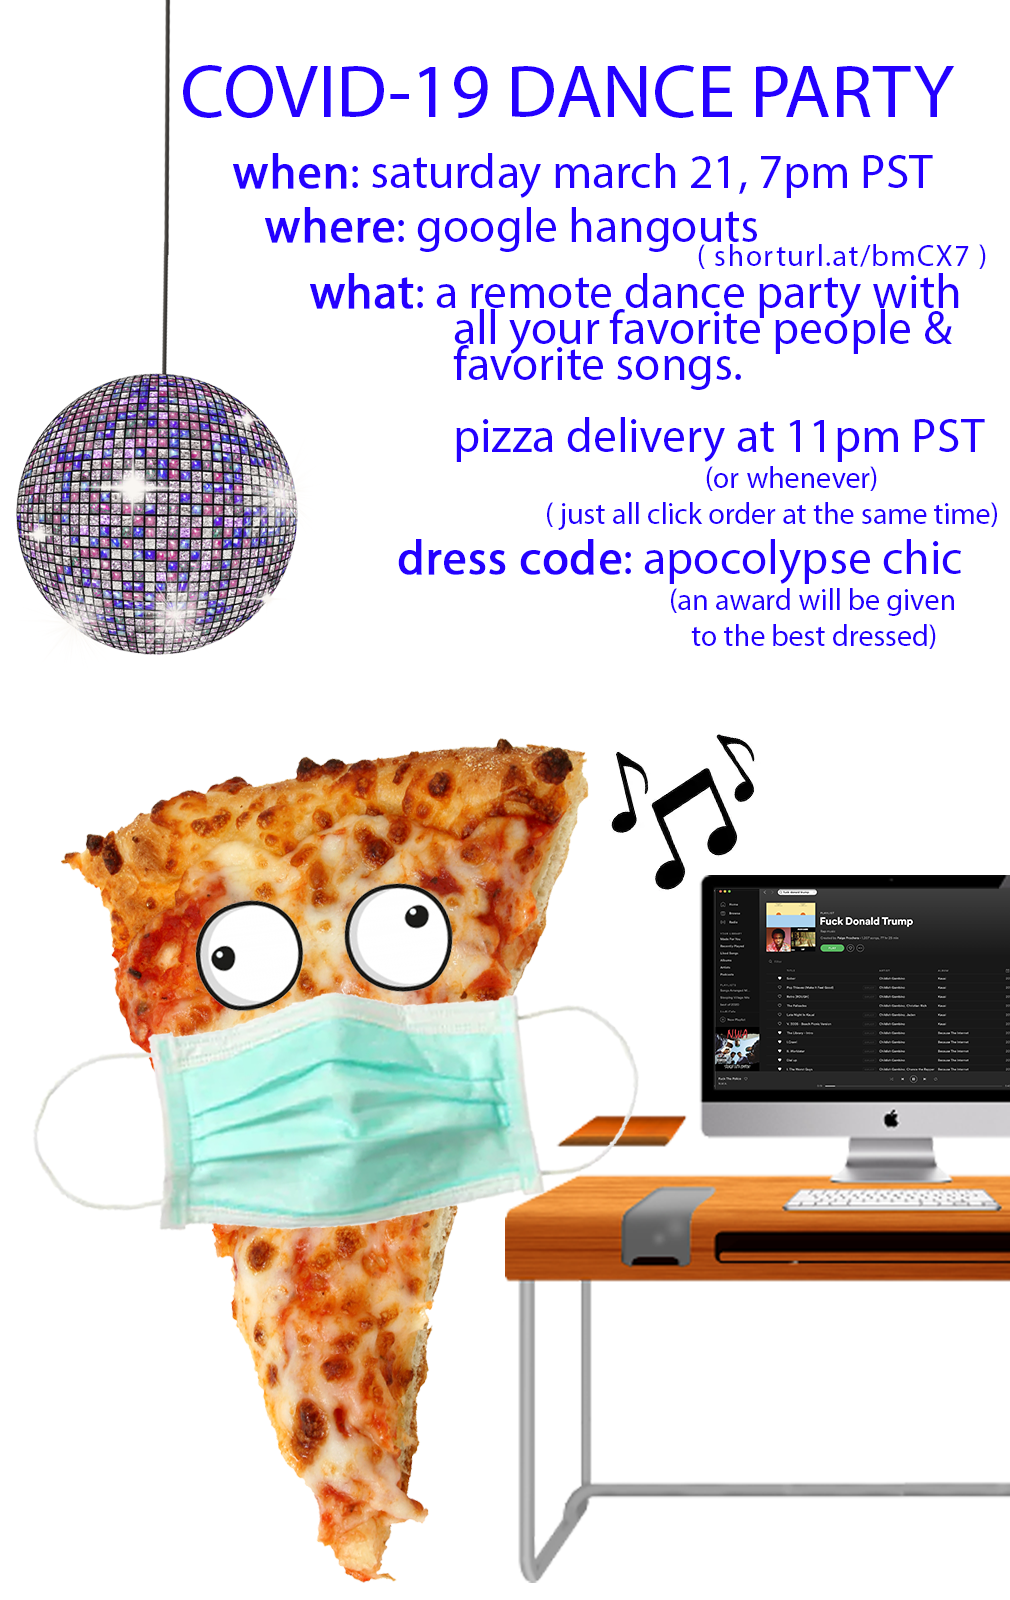 COVID-19 DANCE PARTY
when: saturday march 21, 7pm PST
where: google hangouts
( shorturl.at/bmCX7 )
what: a remote dance party with
all your favorite people &
favorite songs.
pizza delivery at 11pm PST
(or whenever)
( just all click order at the same time)
dress code: apocolypse chic
(an award will be given
to the best dressed)
Fuck Donald Trump
NWA